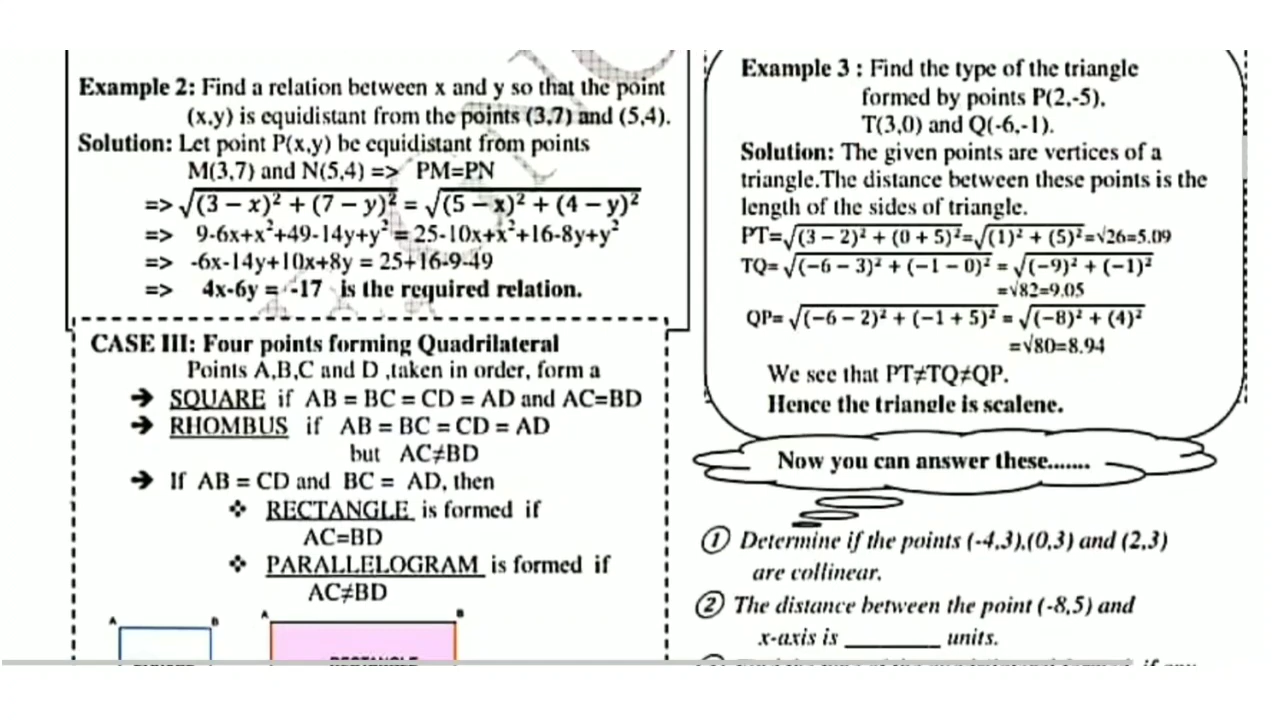 Example 2: Find a relation between x and y so that the point
(x,y) is equidistant from the points (3,7) and (5,4).
Solution: Let point P(x,y) be equidistant from points
M(3,7) and N(5,4) => PM=PN
=> √(3 − x)² + (7 − y)² = √(5 − x)² + (4 − y)²
=> 9-6x+x²+49-14y+y² = 25-10x+x²+16-8y+y²
=> -6x-14y+10x+8y = 25+16-9-49
=> 4x-6y = -17 is the required relation.
CASE III: Four points forming Quadrilateral
Points A,B,C and D ,taken in order, form a
➔ SQUARE if AB = BC = CD = AD and AC=BD
➔ RHOMBUS if AB = BC = CD = AD
but AC≠BD
➔ If AB = CD and BC = AD, then
❖ RECTANGLE is formed if
AC=BD
❖ PARALLELOGRAM is formed if
AC≠BD
A B A B
RECTANGLE
Example 3 : Find the type of the triangle
formed by points P(2,-5),
T(3,0) and Q(-6,-1).
Solution: The given points are vertices of a
triangle.The distance between these points is the
length of the sides of triangle.
PT=√(3 − 2)² + (0 + 5)²=√(1)² + (5)²=√26=5.09
TQ= √(−6 − 3)² + (−1 − 0)² = √(−9)² + (−1)²
=√82=9.05
QP= √(−6 − 2)² + (−1 + 5)² = √(−8)² + (4)²
=√80=8.94
We see that PT≠TQ≠QP.
Hence the triangle is scalene.
Now you can answer these.......
① Determine if the points (-4,3),(0,3) and (2,3)
are collinear.
② The distance between the point (-8,5) and
x-axis is ________ units.